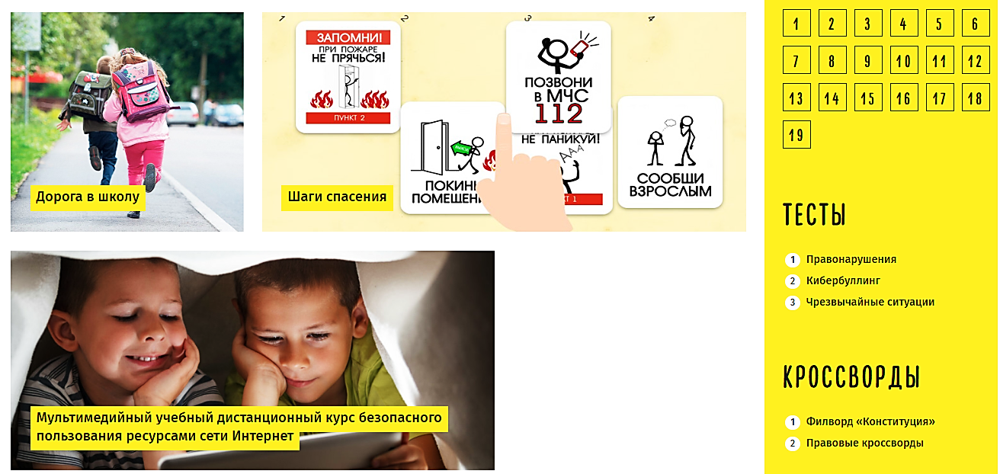 Дорога в школу
1
2
3
4
ЗАПОМНИ!
ПРИ ПОЖАРЕ
НЕ ПРЯЧЬСЯ!
ПУНКТ 2
ПОЗВОНИ
в МЧС
112
НЕ ПАНИКУЙ!
ААА
КТ 1
ПОКИН
ПОМЕЩЕН
СООБЩИ
ВЗРОСЛЫМ
Шаги спасения
Мультимедийный учебный дистанционный курс безопасного
пользования ресурсами сети Интернет
1 2 3 4 5 6
7 8 9 10 11 12
13 14 15 16 17 18
19
ТЕСТЫ
1 Правонарушения
2 Кибербуллинг
3 Чрезвычайные ситуации
КРОССВОРДЫ
1 Филворд «Конституция»
2 Правовые кроссворды